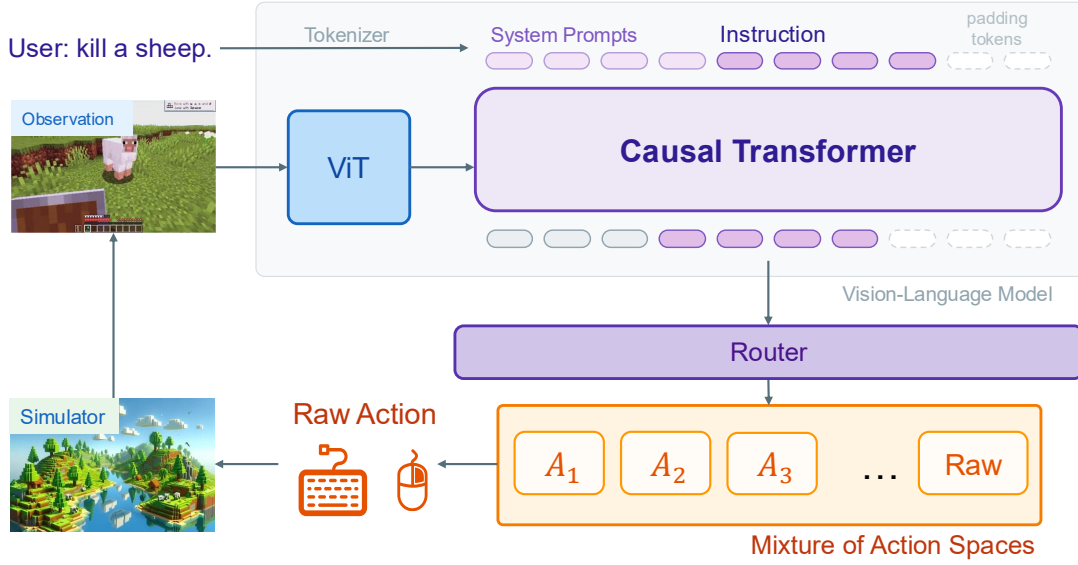 User: kill a sheep.
Tokenizer
System Prompts
Instruction
padding
tokens
Observation
ViT
Causal Transformer
Vision-Language Model
Router
Simulator
Raw Action
A₁
A₂
A₃
...
Raw
Mixture of Action Spaces